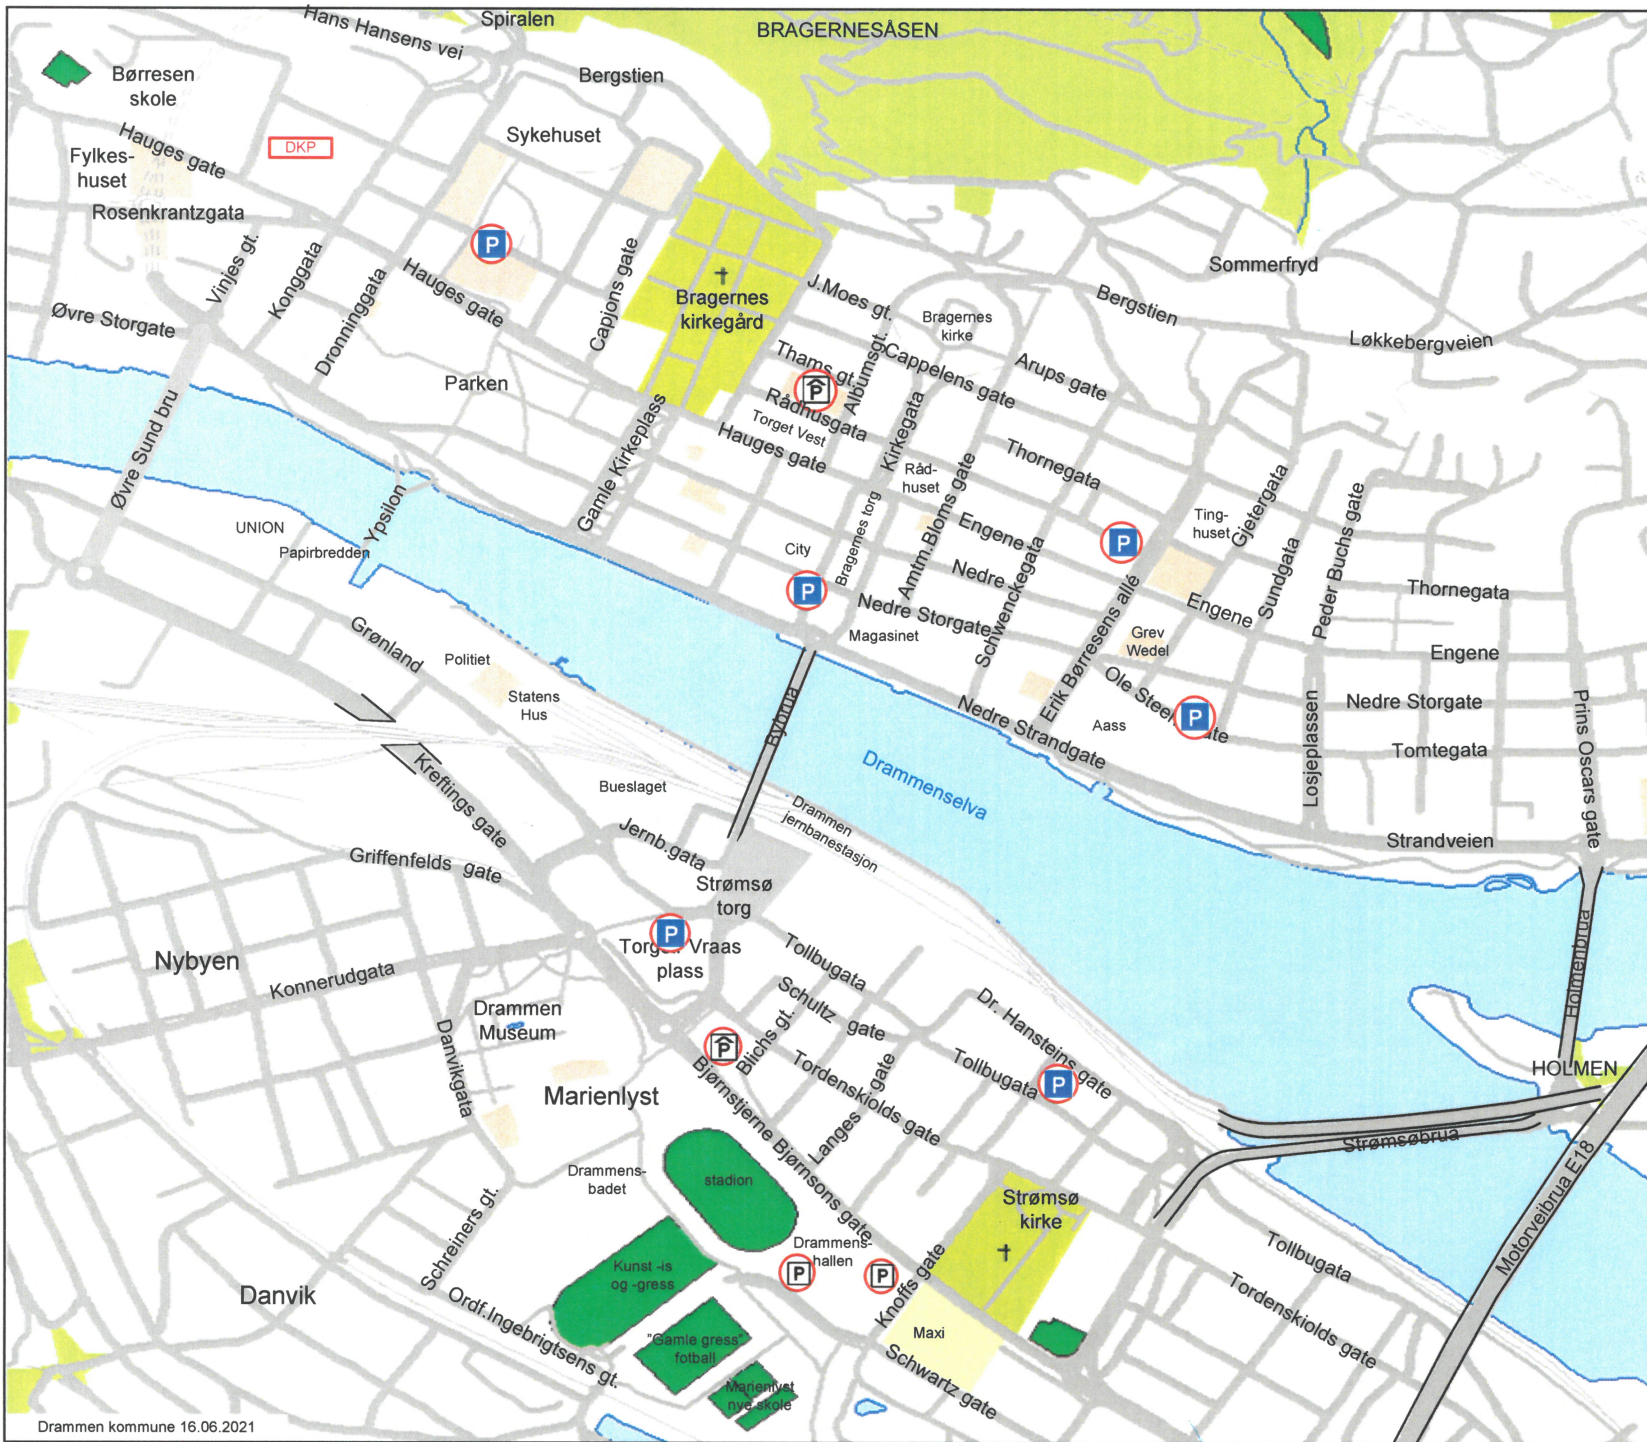 Hans Hansens vei
Spiralen
BRAGERNESÅSEN
Bergstien
Børresen
skole
Sykehuset
Hauges gate
DKP
Fylkes-
huset
Rosenkrantzgata
P
Vinjes gt.
Konggata
Dronninggata
Hauges gate
Capjons gate
Bragernes
kirkegård
J.Moes gt.
Bragernes
kirke
Bergstien
Sommerfryd
Løkkebergveien
Øvre Storgate
Parken
Thams gt.
P
Albumsgt.
Cappelens gate
Arups gate
Rådhusgata
Torget Vest
Hauges gate
Kirkegata
Gamle Kirkeplass
Øvre Sund bru
Ypsilon
UNION
Papirbredden
Råd-
huset
Thornegata
Engene
Amtm.Bloms gate
Bragernes torg
City
P
Nedre
Nedre Storgate
Magasinet
Schwenckegata
P
Ting-
huset
Gjetergata
Peder Buchs gate
Sundgata
Engene
Erik Børresens allé
Grev
Wedel
Thornegata
Engene
Nedre Storgate
Tomtegata
Prins Oscars gate
Losjeplassen
Ole Steen
P
te
Aass
Nedre Strandgate
Strandveien
Grønland
Politiet
Statens
Hus
Bybrua
Drammenselva
Bueslaget
Drammen
jernbanestasjon
Kreftings gate
Jernb.gata
Griffenfelds gate
Strømsø
torg
P
Torg Vraas
plass
Nybyen
Konnerudgata
Tollbugata
Schultz gate
Dr. Hansteins gate
Drammen
Museum
Danvikgata
P
Blichs gt.
Tordenskiolds gate
Langes gate
Tollbugata
P
Holmenbrua
HOLMEN
Marienlyst
Bjørnstjerne Bjørnsons gate
Strømsøbrua
Motorveibrua E18
Drammens-
badet
stadion
Strømsø
kirke
Schreiners gt.
Drammens-
hallen
P
P
Knoffs gate
Kunst -is
og -gress
Danvik
Ordf.Ingebrigtsens gt.
"Gamle gress"
fotball
Maxi
Marienlyst
nye skole
Schwartz gate
Tollbugata
Tordenskiolds gate
Drammen kommune 16.06.2021